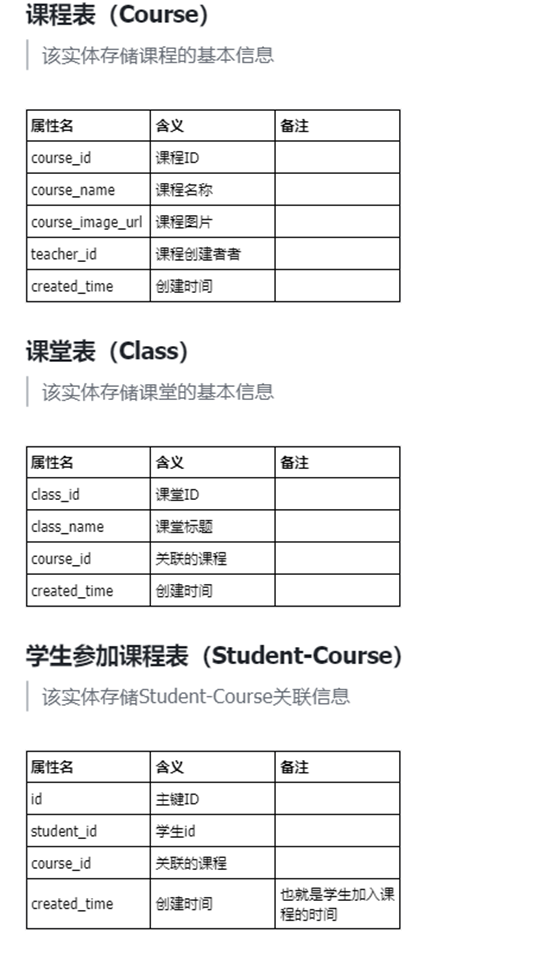 课程表（Course）
该实体存储课程的基本信息
属性名 含义 备注
course_id 课程ID
course_name 课程名称
course_image_url 课程图片
teacher_id 课程创建者者
created_time 创建时间
课堂表（Class）
该实体存储课堂的基本信息
属性名 含义 备注
class_id 课堂ID
class_name 课堂标题
course_id 关联的课程
created_time 创建时间
学生参加课程表（Student-Course）
该实体存储Student-Course关联信息
属性名 含义 备注
id 主键ID
student_id 学生id
course_id 关联的课程
created_time 创建时间 也就是学生加入课
程的时间